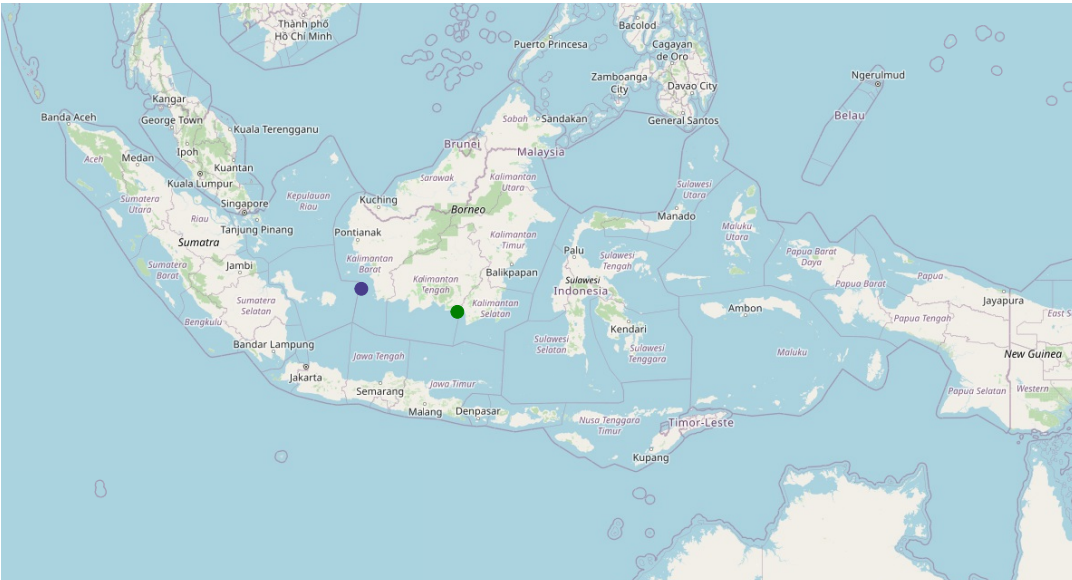 Thành phố
Hồ Chí Minh
Bacolod
Puerto Princesa
Cagayan
de Oro
Zamboanga
City
Davao City
Ngerulmud
Kangar
Banda Aceh
George Town
Kuala Terengganu
Sabah
Sandakan
General Santos
Belau
Ipoh
Brunei
Malaysia
Aceh
Medan
Kuantan
Kuala Lumpur
Sarawak
Kalimantan
Utara
Sulawesi
Utara
Sumatera
Utara
Kepulauan
Riau
Kuching
Singapore
Borneo
Riau
Manado
Tanjung Pinang
Pontianak
Maluku
Utara
Sumatra
Kalimantan
Timur
Palu
Papua Barat
Daya
Sumatera
Barat
Jambi
Kalimantan
Barat
Sulawesi
Tengah
Balikpapan
Kalimantan
Tengah
Sulawesi
Indonesia
Papua Barat
Papua
Sumatera
Selatan
Kalimantan
Selatan
Jayapura
Ambon
Bengkulu
Kendari
Papua Tengah
East S
Bandar Lampung
Sulawesi
Selatan
Sulawesi
Tenggara
Jawa Tengah
Maluku
New Guinea
Jakarta
Semarang
Jawa Timur
Papua Selatan
Western
Malang
Denpasar
Nusa Tenggara
Timur
Timor-Leste
Kupang